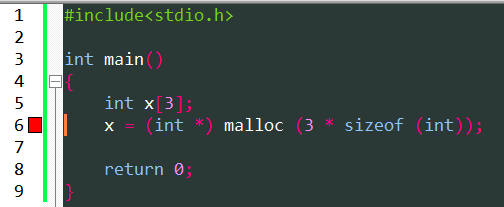 1 #include<stdio.h>
2
3 int main()
4 {
5 int x[3];
6 x = (int *) malloc (3 * sizeof (int));
7
8 return 0;
9 }